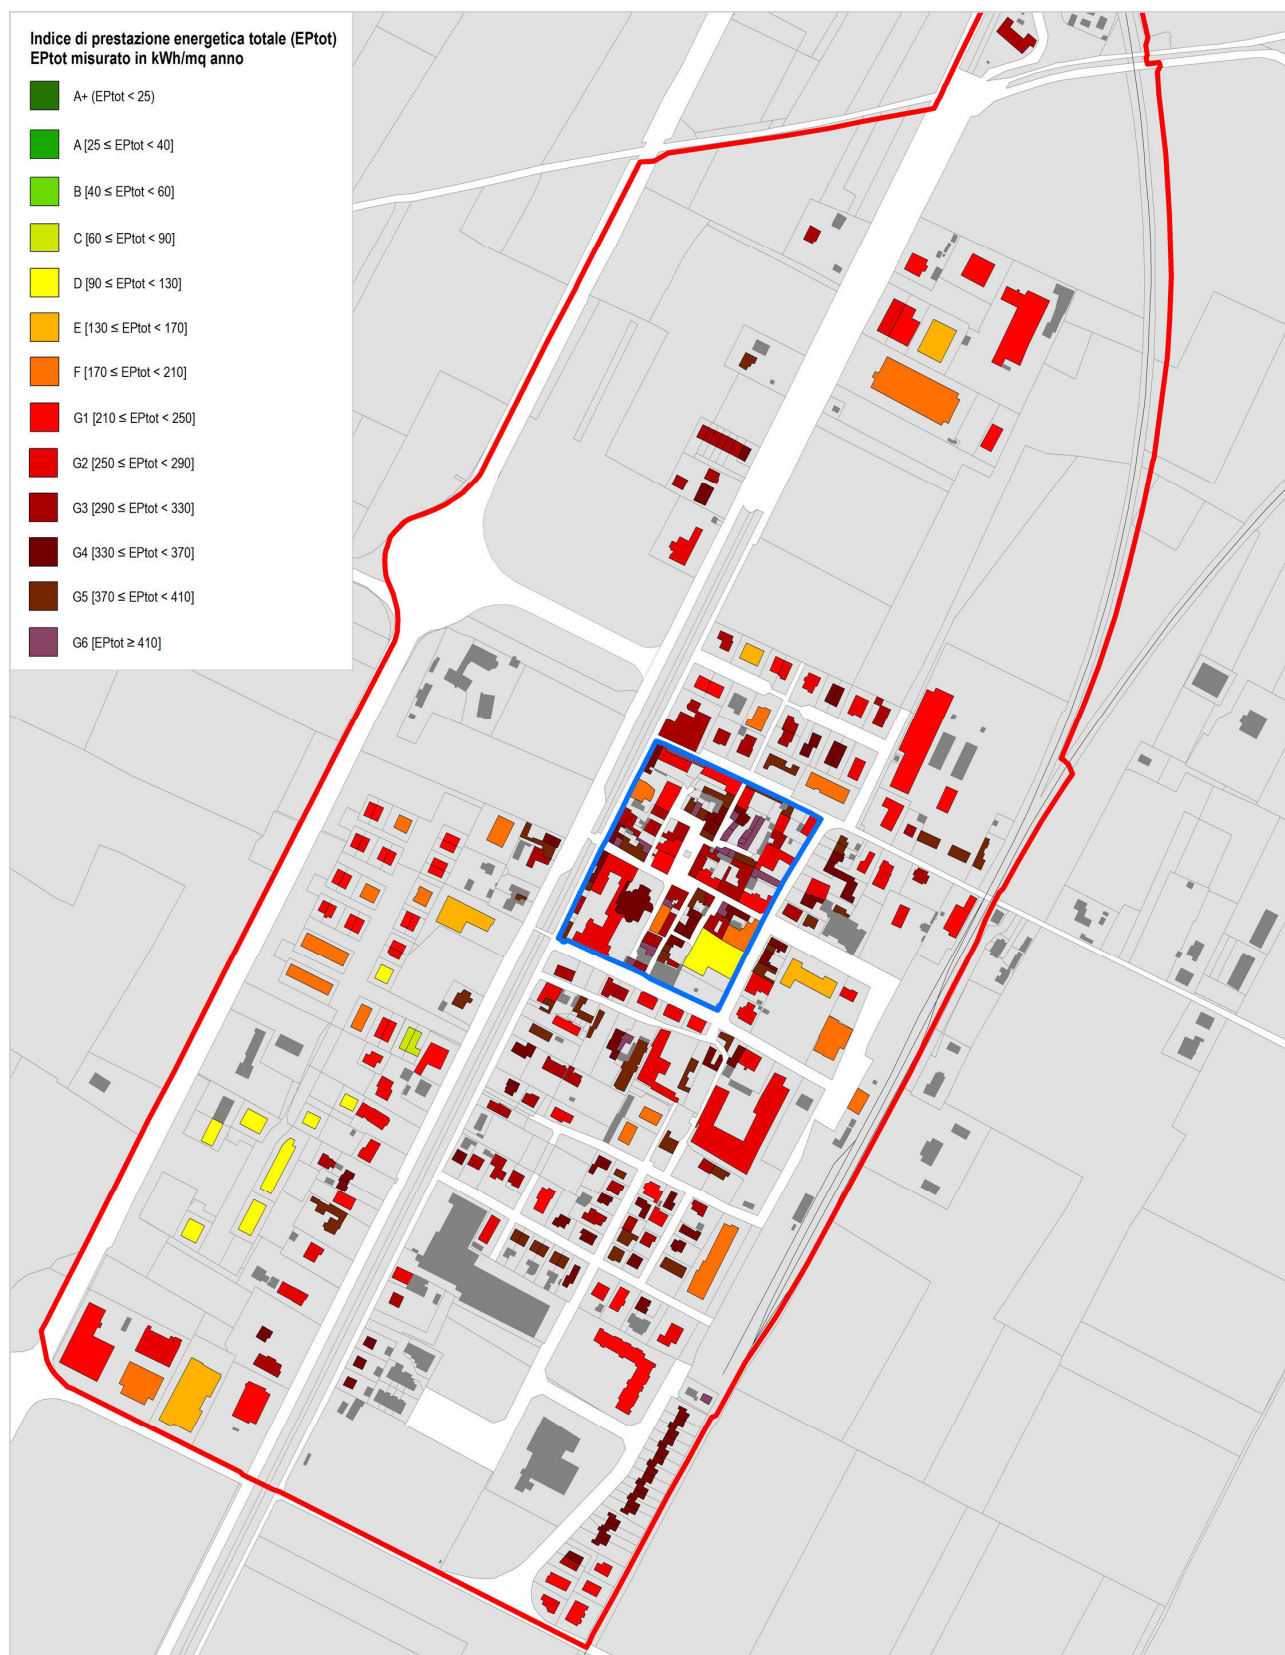 Indice di prestazione energetica totale (EPtot)
EPtot misurato in kWh/mq anno
A+ (EPtot < 25)
A [25 ≤ EPtot < 40]
B [40 ≤ EPtot < 60]
C [60 ≤ EPtot < 90]
D [90 ≤ EPtot < 130]
E [130 ≤ EPtot < 170]
F [170 ≤ EPtot < 210]
G1 [210 ≤ EPtot < 250]
G2 [250 ≤ EPtot < 290]
G3 [290 ≤ EPtot < 330]
G4 [330 ≤ EPtot < 370]
G5 [370 ≤ EPtot < 410]
G6 [EPtot ≥ 410]